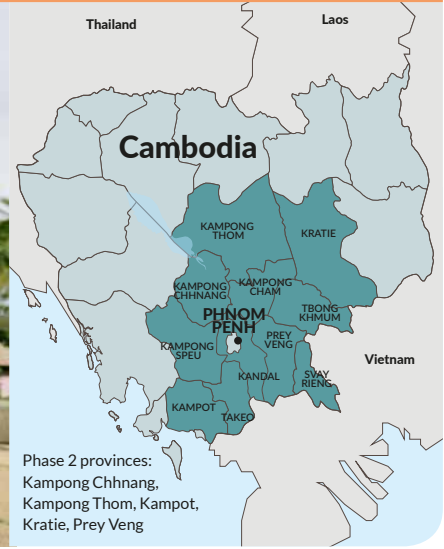 Thailand
Laos
Cambodia
KAMPONG
THOM
KRATIE
KAMPONG
CHHNANG
KAMPONG
CHAM
TBONG
KHMUM
PHNOM
PENH
PREY
VENG
KAMPONG
SPEU
Vietnam
KANDAL
SVAY
RIENG
KAMPOT
TAKEO
Phase 2 provinces:
Kampong Chhnang,
Kampong Thom, Kampot,
Kratie, Prey Veng